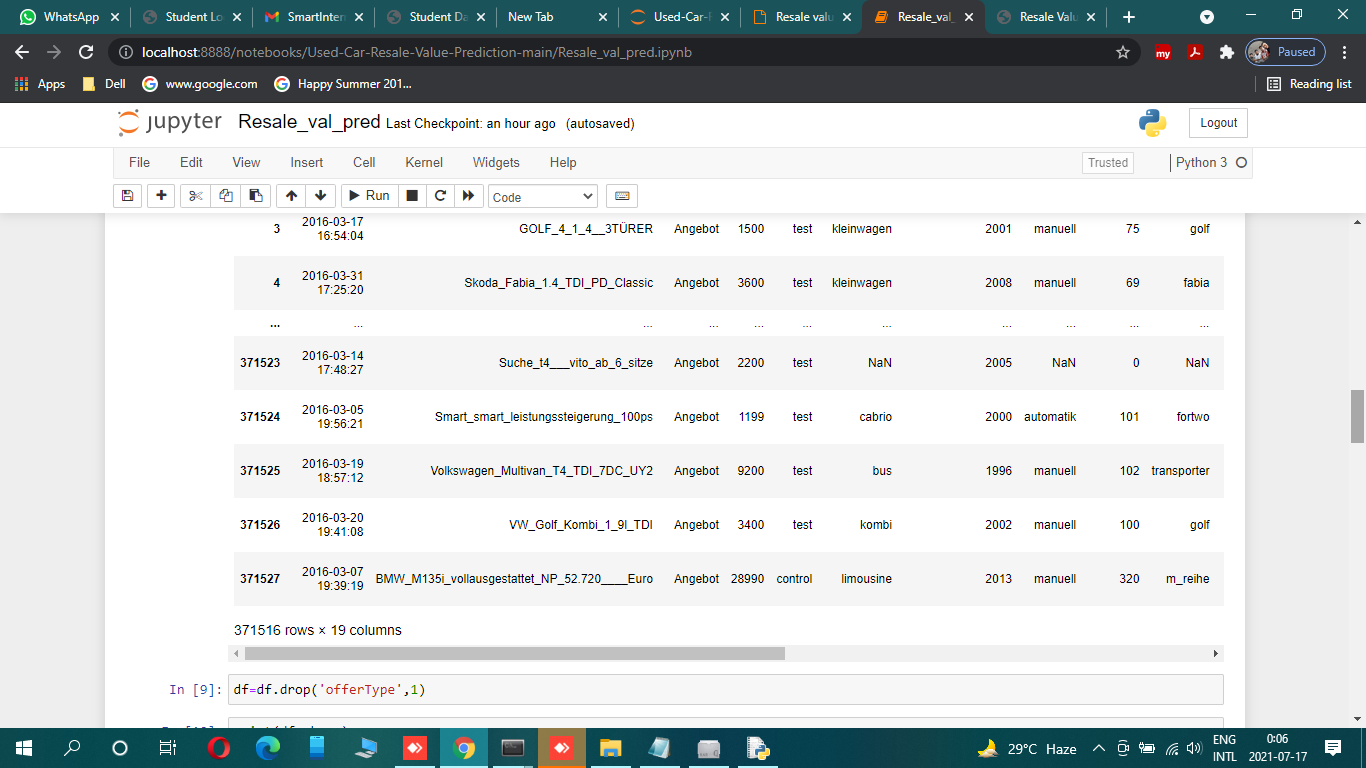 WhatsApp
Student Lo
SmartInter
Student Da
New Tab
Used-Car-
Resale valu
Resale_val_
Resale Valu
localhost:8888/notebooks/Used-Car-Resale-Value-Prediction-main/Resale_val_pred.ipynb
my
Paused
Apps
Dell
www.google.com
Happy Summer 201...
Reading list
jupyter
Resale_val_pred Last Checkpoint: an hour ago (autosaved)
Logout
File Edit View Insert Cell Kernel Widgets Help
Trusted
Python 3
Run
Code
3 2016-03-17 16:54:04 GOLF_4_1_4__3TÜRER Angebot 1500 test kleinwagen 2001 manuell 75 golf
4 2016-03-31 17:25:20 Skoda_Fabia_1.4_TDI_PD_Classic Angebot 3600 test kleinwagen 2008 manuell 69 fabia
... ... ... ... ... ... ... ... ... ... ...
371523 2016-03-14 17:48:27 Suche_t4___vito_ab_6_sitze Angebot 2200 test NaN 2005 NaN 0 NaN
371524 2016-03-05 19:56:21 Smart_smart_leistungssteigerung_100ps Angebot 1199 test cabrio 2000 automatik 101 fortwo
371525 2016-03-19 18:57:12 Volkswagen_Multivan_T4_TDI_7DC_UY2 Angebot 9200 test bus 1996 manuell 102 transporter
371526 2016-03-20 19:41:08 VW_Golf_Kombi_1_9l_TDI Angebot 3400 test kombi 2002 manuell 100 golf
371527 2016-03-07 19:39:19 BMW_M135i_vollausgestattet_NP_52.720____Euro Angebot 28990 control limousine 2013 manuell 320 m_reihe
371516 rows × 19 columns
In [9]: df=df.drop('offerType',1)
29°C Haze
ENG
INTL
0:06
2021-07-17